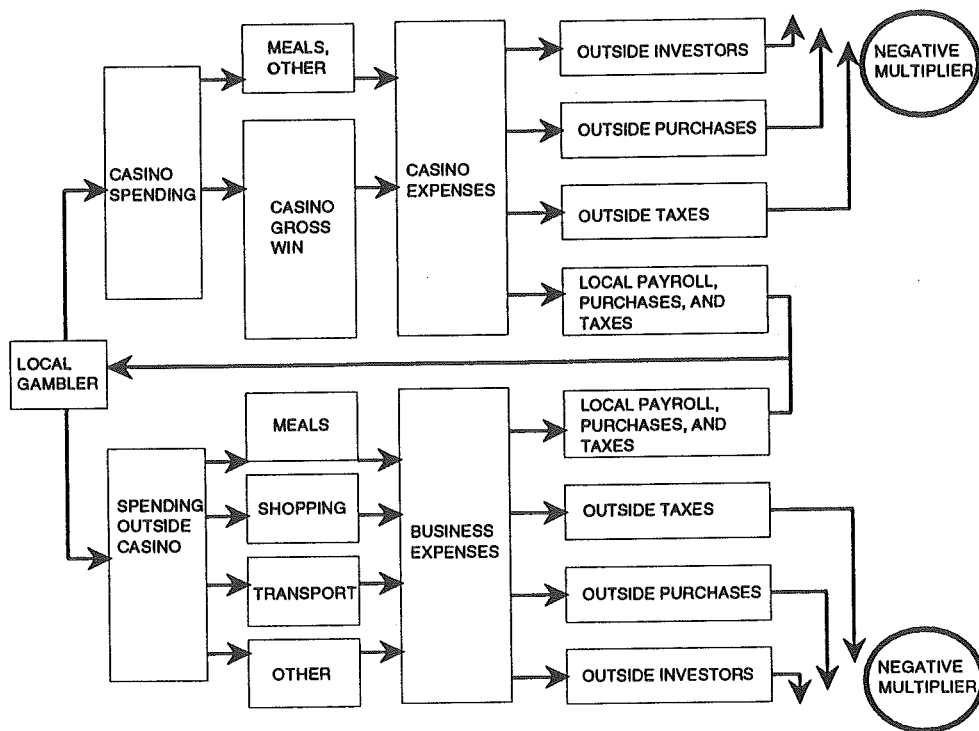 MEALS,
OTHER
OUTSIDE INVESTORS
NEGATIVE
MULTIPLIER
OUTSIDE PURCHASES
CASINO
SPENDING
CASINO
GROSS
WIN
CASINO
EXPENSES
OUTSIDE TAXES
LOCAL PAYROLL,
PURCHASES, AND
TAXES
LOCAL
GAMBLER
MEALS
LOCAL PAYROLL,
PURCHASES, AND
TAXES
SPENDING
OUTSIDE
CASINO
SHOPPING
BUSINESS
EXPENSES
OUTSIDE TAXES
TRANSPORT
OUTSIDE PURCHASES
OTHER
OUTSIDE INVESTORS
NEGATIVE
MULTIPLIER